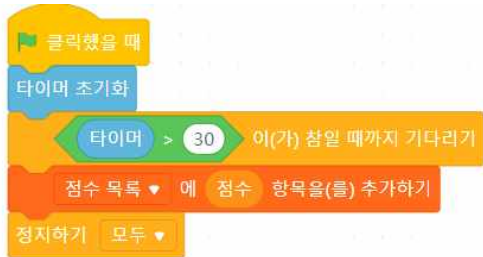 클릭했을 때
타이머 초기화
타이머 > 30 이(가) 참일 때까지 기다리기
점수 목록 에 점수 항목을(를) 추가하기
정지하기 모두